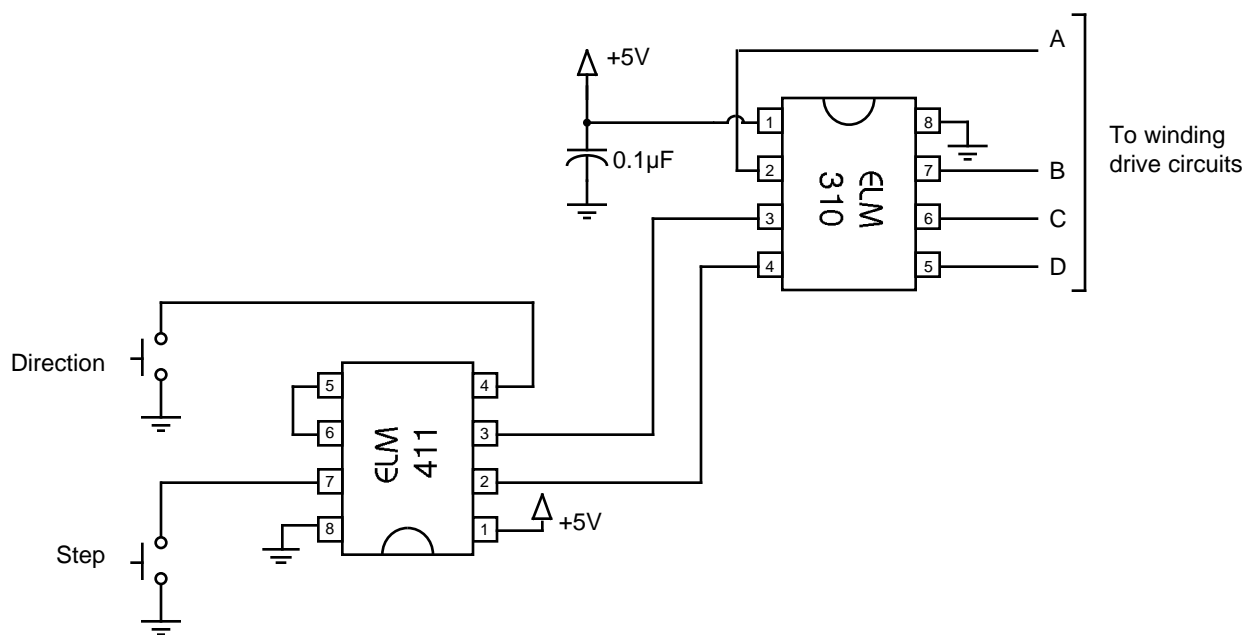 A
+5V
1
8
To winding
drive circuits
0.1µF
2
7
B
ELM
310
3
6
C
4
5
D
Direction
5
4
6
3
ELM
411
7
2
8
1
+5V
Step